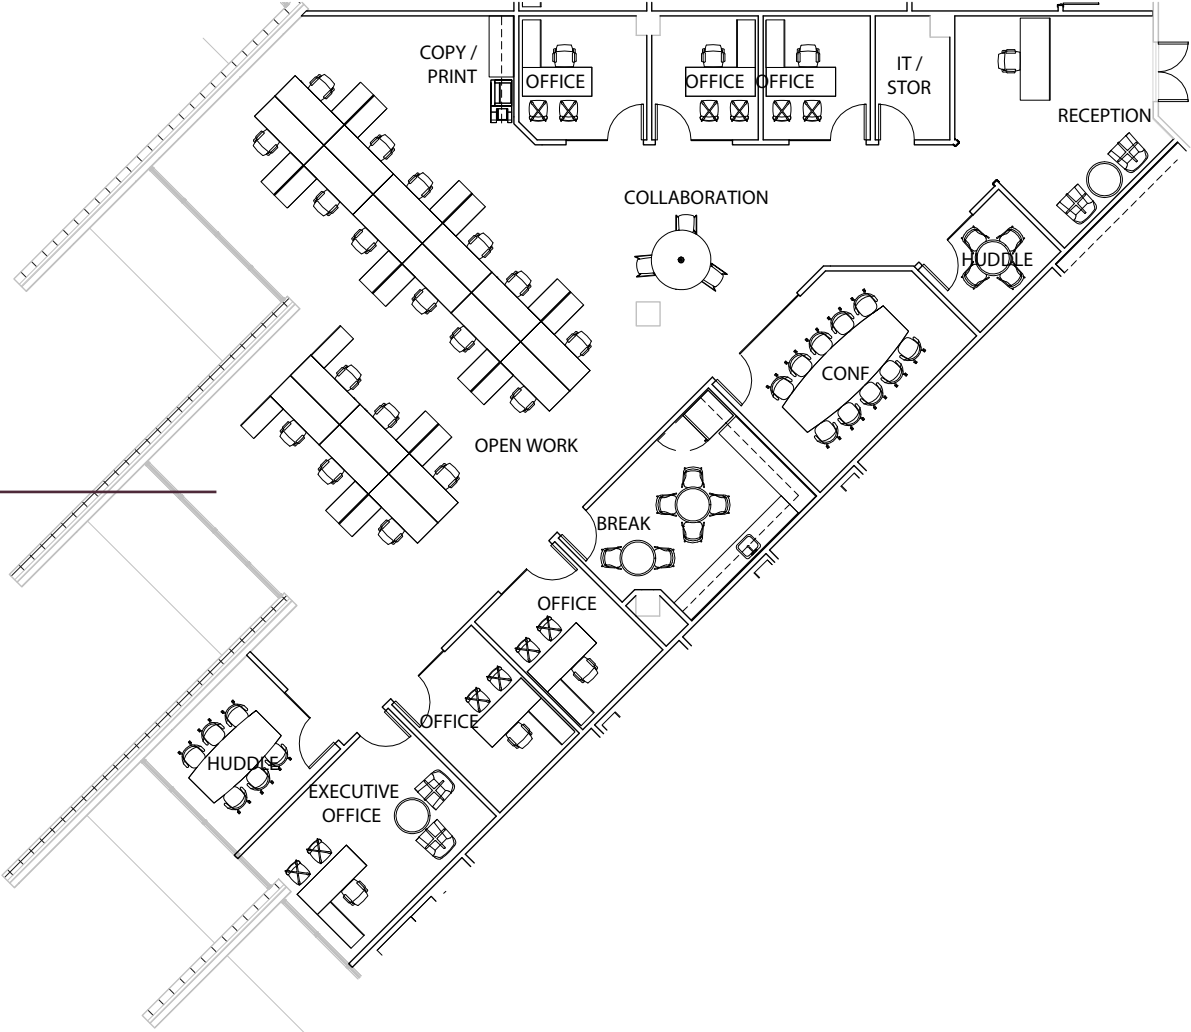 COPY /
PRINT
OFFICE
OFFICE
OFFICE
IT /
STOR
RECEPTION
COLLABORATION
HUDDLE
CONF
OPEN WORK
BREAK
OFFICE
OFFICE
HUDDLE
EXECUTIVE
OFFICE